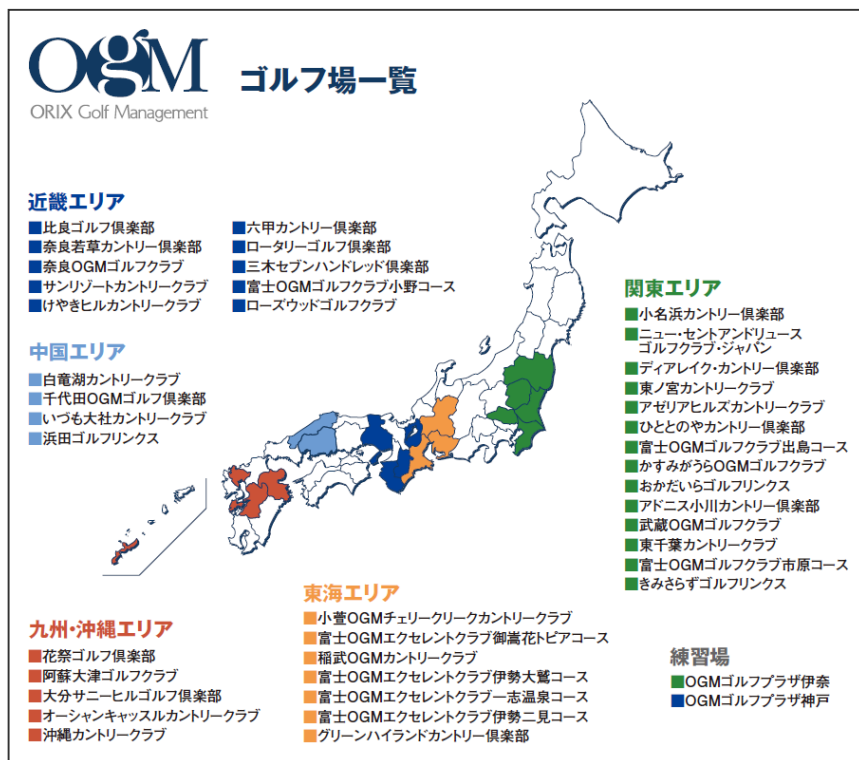 OgM
ゴルフ場一覧
ORIX Golf Management
近畿エリア
■比良ゴルフ倶楽部
■奈良若草カントリー倶楽部
■奈良OGMゴルフクラブ
■サンリゾートカントリークラブ
■けやきヒルカントリークラブ
■六甲カントリー倶楽部
■ロータリーゴルフ倶楽部
■三木セブンハンドレッド倶楽部
■富士OGMゴルフクラブ小野コース
■ローズウッドゴルフクラブ
中国エリア
■白竜湖カントリークラブ
■千代田OGMゴルフ倶楽部
■いづも大社カントリークラブ
■浜田ゴルフリンクス
関東エリア
■小名浜カントリー倶楽部
■ニュー・セントアンドリュース
ゴルフクラブ・ジャパン
■ディアレイク・カントリー倶楽部
■東ノ宮カントリークラブ
■アゼリアヒルズカントリークラブ
■ひととのやカントリー倶楽部
■富士OGMゴルフクラブ出島コース
■かすみがうらOGMゴルフクラブ
■おかだいらゴルフリンクス
■アドニス小川カントリー倶楽部
■武蔵OGMゴルフクラブ
■東千葉カントリークラブ
■富士OGMゴルフクラブ市原コース
■きみさらずゴルフリンクス
九州・沖縄エリア
■花祭ゴルフ倶楽部
■阿蘇大津ゴルフクラブ
■大分サニーヒルゴルフ倶楽部
■オーシャンキャッスルカントリークラブ
■沖縄カントリークラブ
東海エリア
■小萱OGMチェリークリークカントリークラブ
■富士OGMエクセレントクラブ御嵩花トピアコース
■稲武OGMカントリークラブ
■富士OGMエクセレントクラブ伊勢大鷲コース
■富士OGMエクセレントクラブ一志温泉コース
■富士OGMエクセレントクラブ伊勢二見コース
■グリーンハイランドカントリー倶楽部
練習場
■OGMゴルフプラザ伊奈
■OGMゴルフプラザ神戸